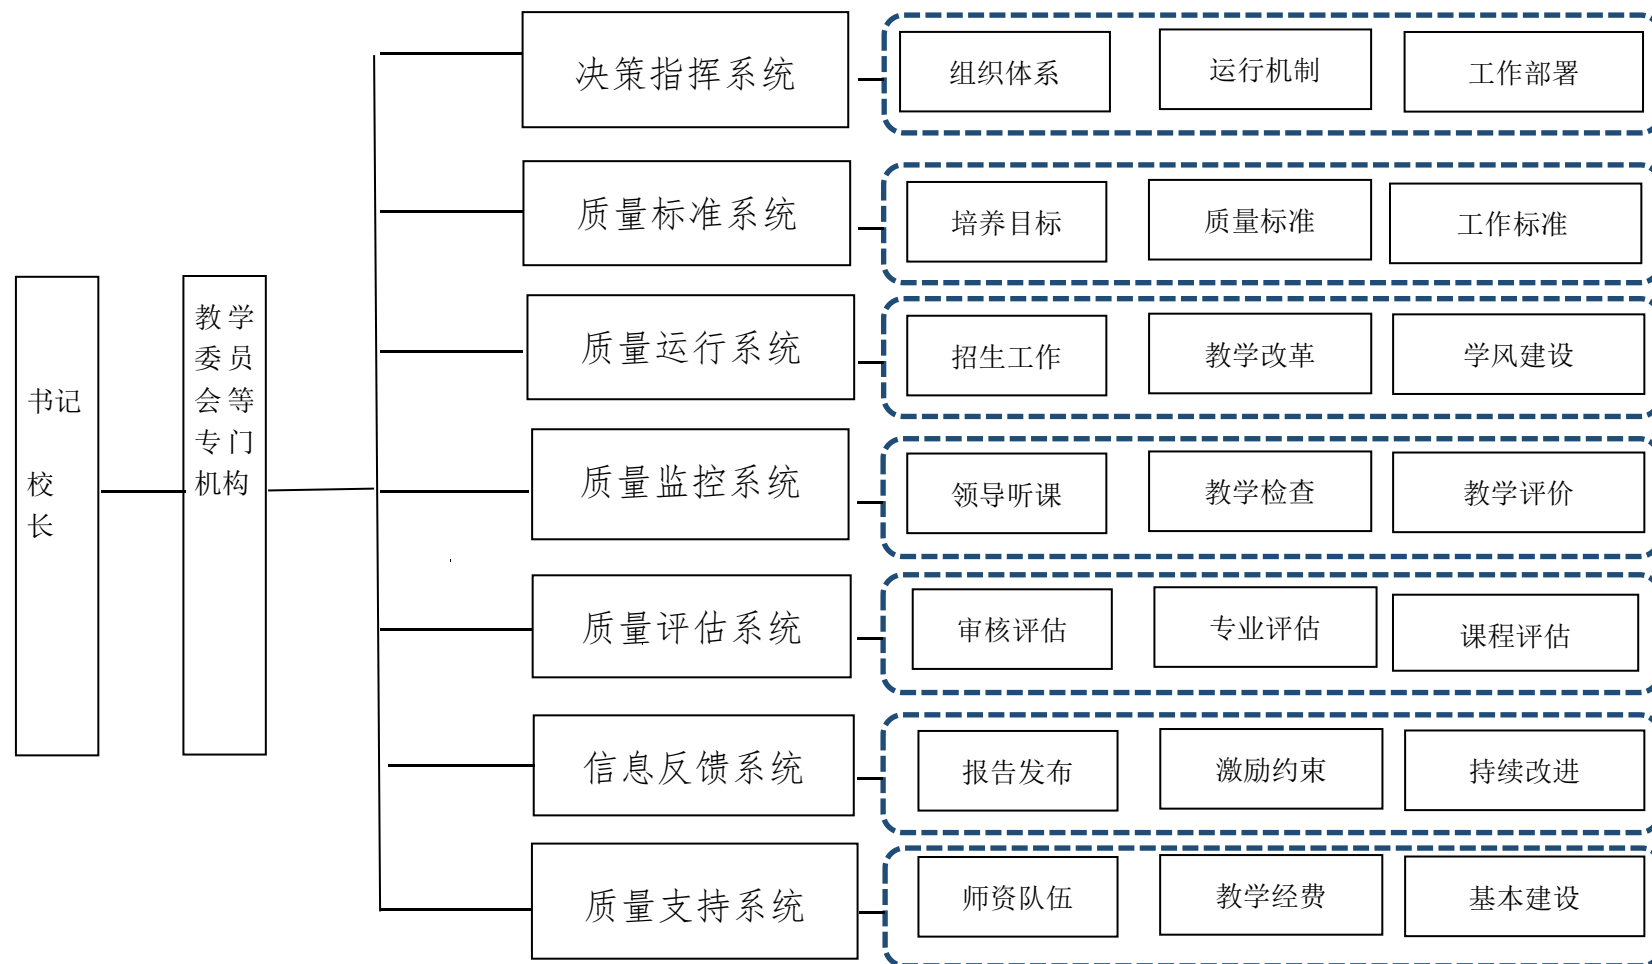 书记
校
长
教学
委员
会等
专门
机构
决策指挥系统
组织体系
运行机制
工作部署
质量标准系统
培养目标
质量标准
工作标准
质量运行系统
招生工作
教学改革
学风建设
质量监控系统
领导听课
教学检查
教学评价
质量评估系统
审核评估
专业评估
课程评估
信息反馈系统
报告发布
激励约束
持续改进
质量支持系统
师资队伍
教学经费
基本建设